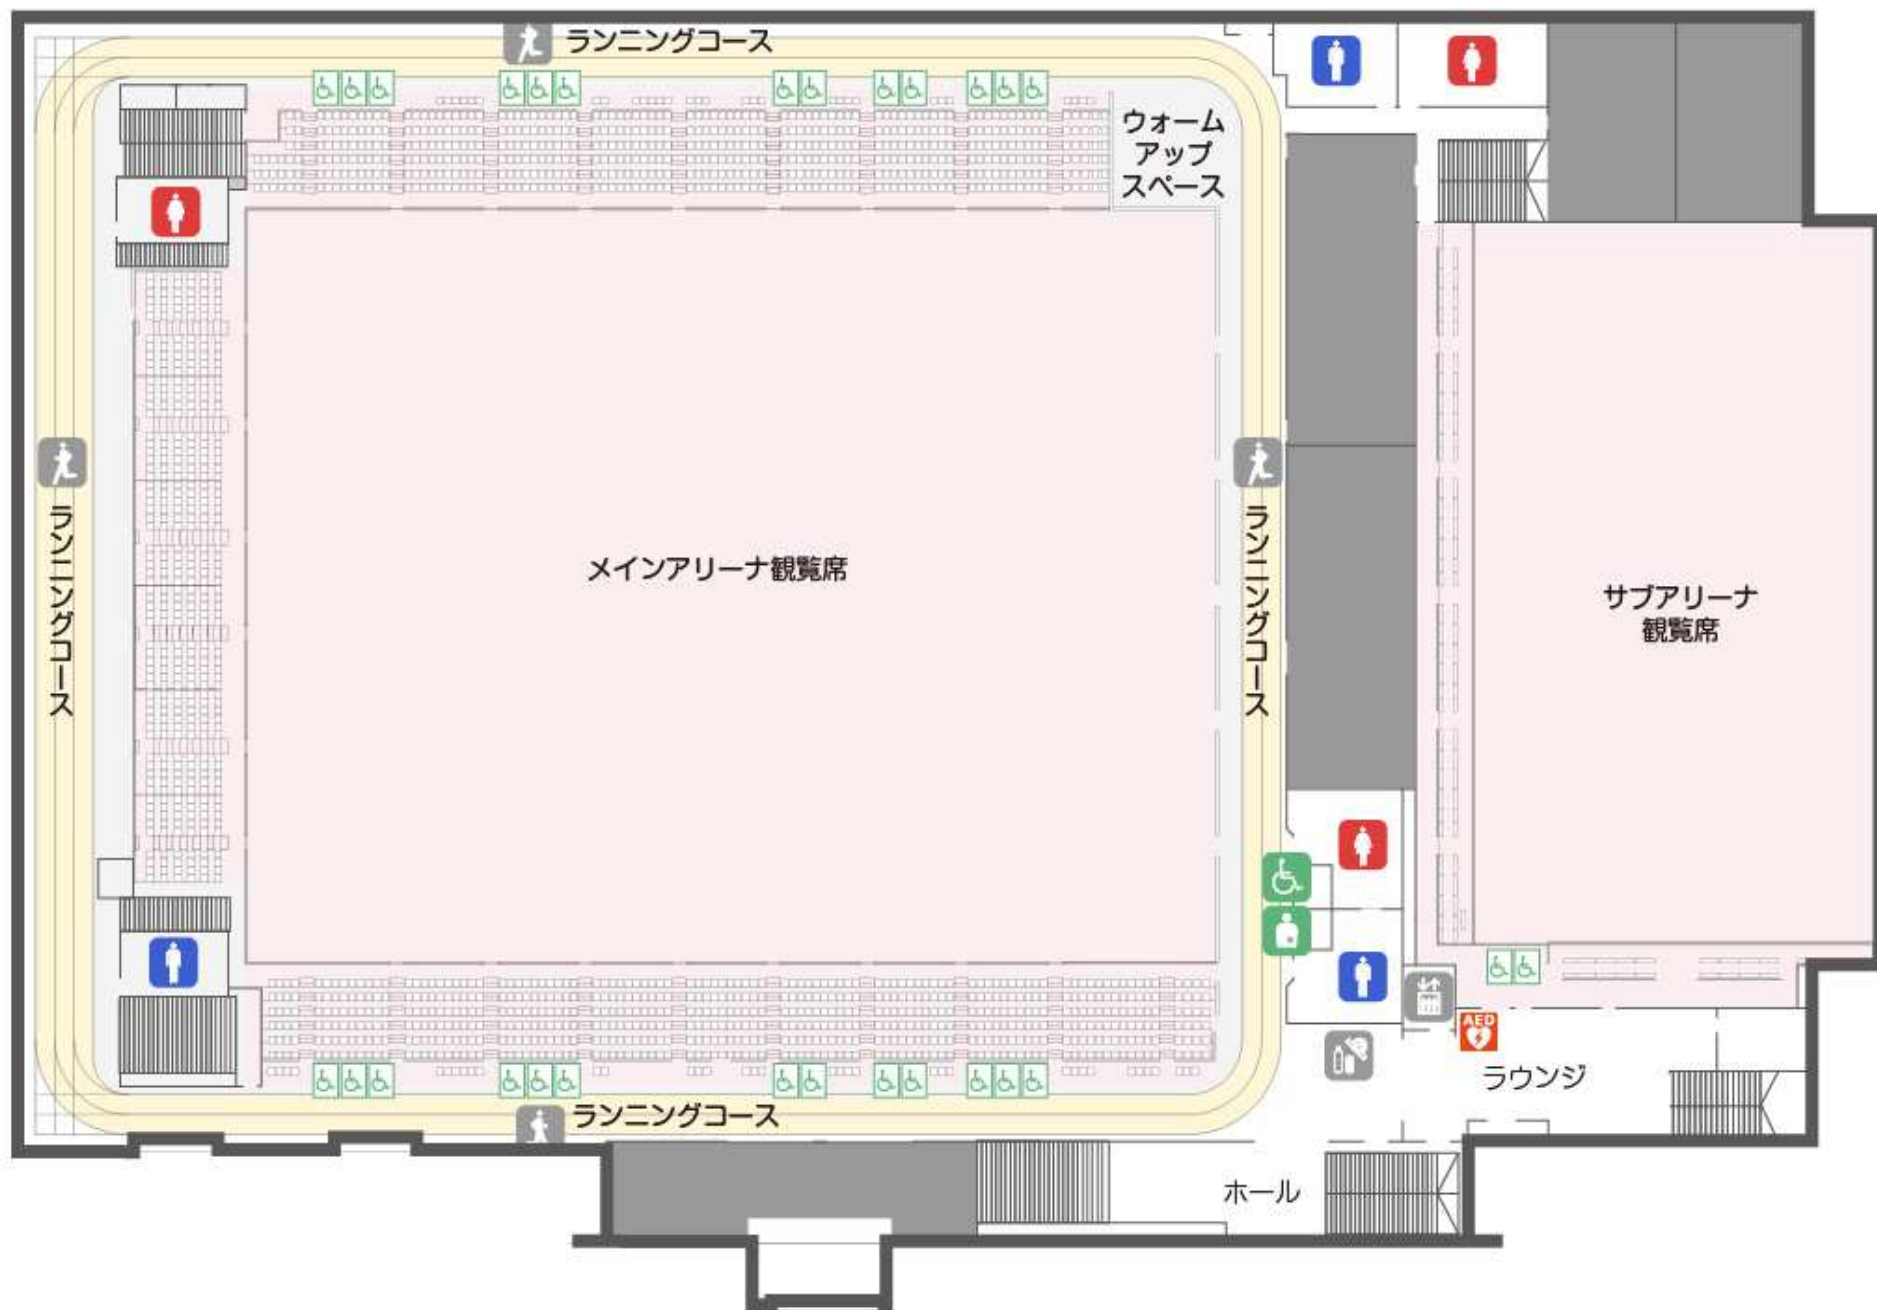 ランニングコース
ウォーム
アップ
スペース
ランニングコース
ランニングコース
メインアリーナ観覧席
サブアリーナ
観覧席
AED
ラウンジ
ランニングコース
ホール